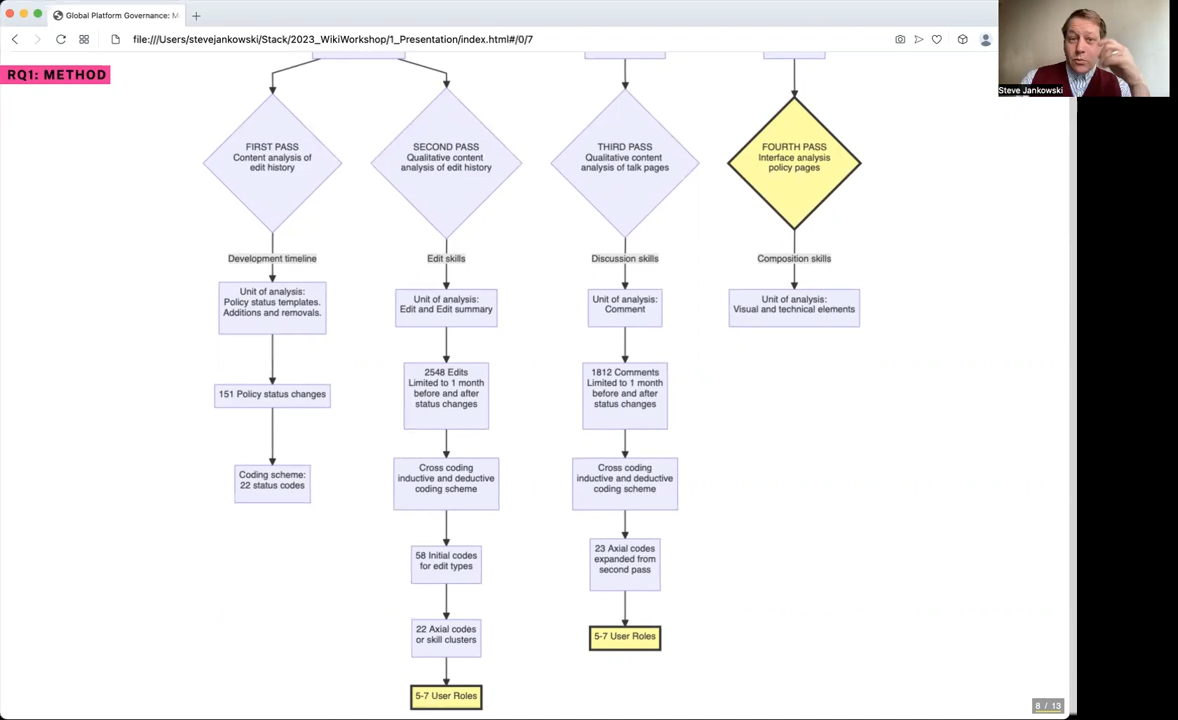 Global Platform Governance: M
file:///Users/stevejankowski/Stack/2023_WikiWorkshop/1_Presentation/index.html#/0/7
Steve Jankowski
RQ1: METHOD
FIRST PASS
Content analysis of
edit history
SECOND PASS
Qualitative content
analysis of edit history
THIRD PASS
Qualitative content
analysis of talk pages
FOURTH PASS
Interface analysis
policy pages
Development timeline
Edit skills
Discussion skills
Composition skills
Unit of analysis:
Policy status templates.
Additions and removals.
Unit of analysis:
Edit and Edit summary
Unit of analysis:
Comment
Unit of analysis:
Visual and technical elements
151 Policy status changes
2548 Edits
Limited to 1 month
before and after
status changes
1812 Comments
Limited to 1 month
before and after
status changes
Coding scheme:
22 status codes
Cross coding
inductive and deductive
coding scheme
Cross coding
inductive and deductive
coding scheme
58 Initial codes
for edit types
23 Axial codes
expanded from
second pass
22 Axial codes
or skill clusters
5-7 User Roles
5-7 User Roles
8 / 13